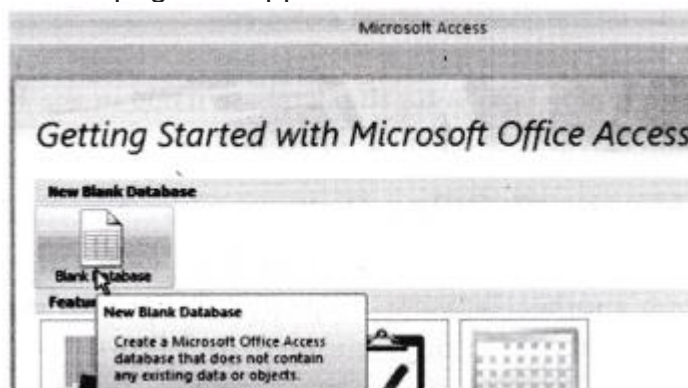 Microsoft Access
Getting Started with Microsoft Office Access
New Blank Database
Blank Database
New Blank Database
Create a Microsoft Office Access
database that does not contain
any existing data or objects.